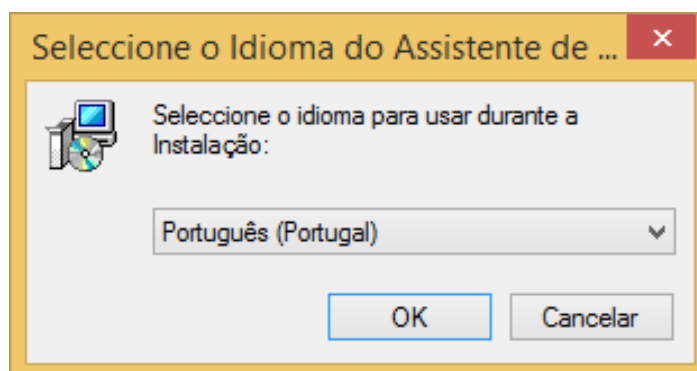 Seleccione o Idioma do Assistente de ...
Seleccione o idioma para usar durante a
Instalação:
Português (Portugal)
OK
Cancelar